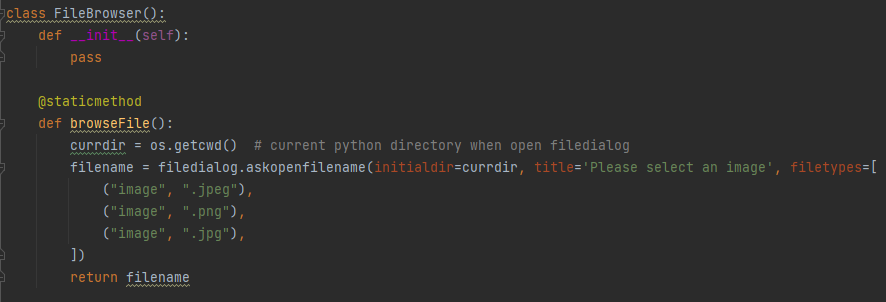 class FileBrowser():
    def __init__(self):
        pass

    @staticmethod
    def browseFile():
        currdir = os.getcwd()  # current python directory when open filedialog
        filename = filedialog.askopenfilename(initialdir=currdir, title='Please select an image', filetypes=[
            ("image", ".jpeg"),
            ("image", ".png"),
            ("image", ".jpg"),
        ])
        return filename